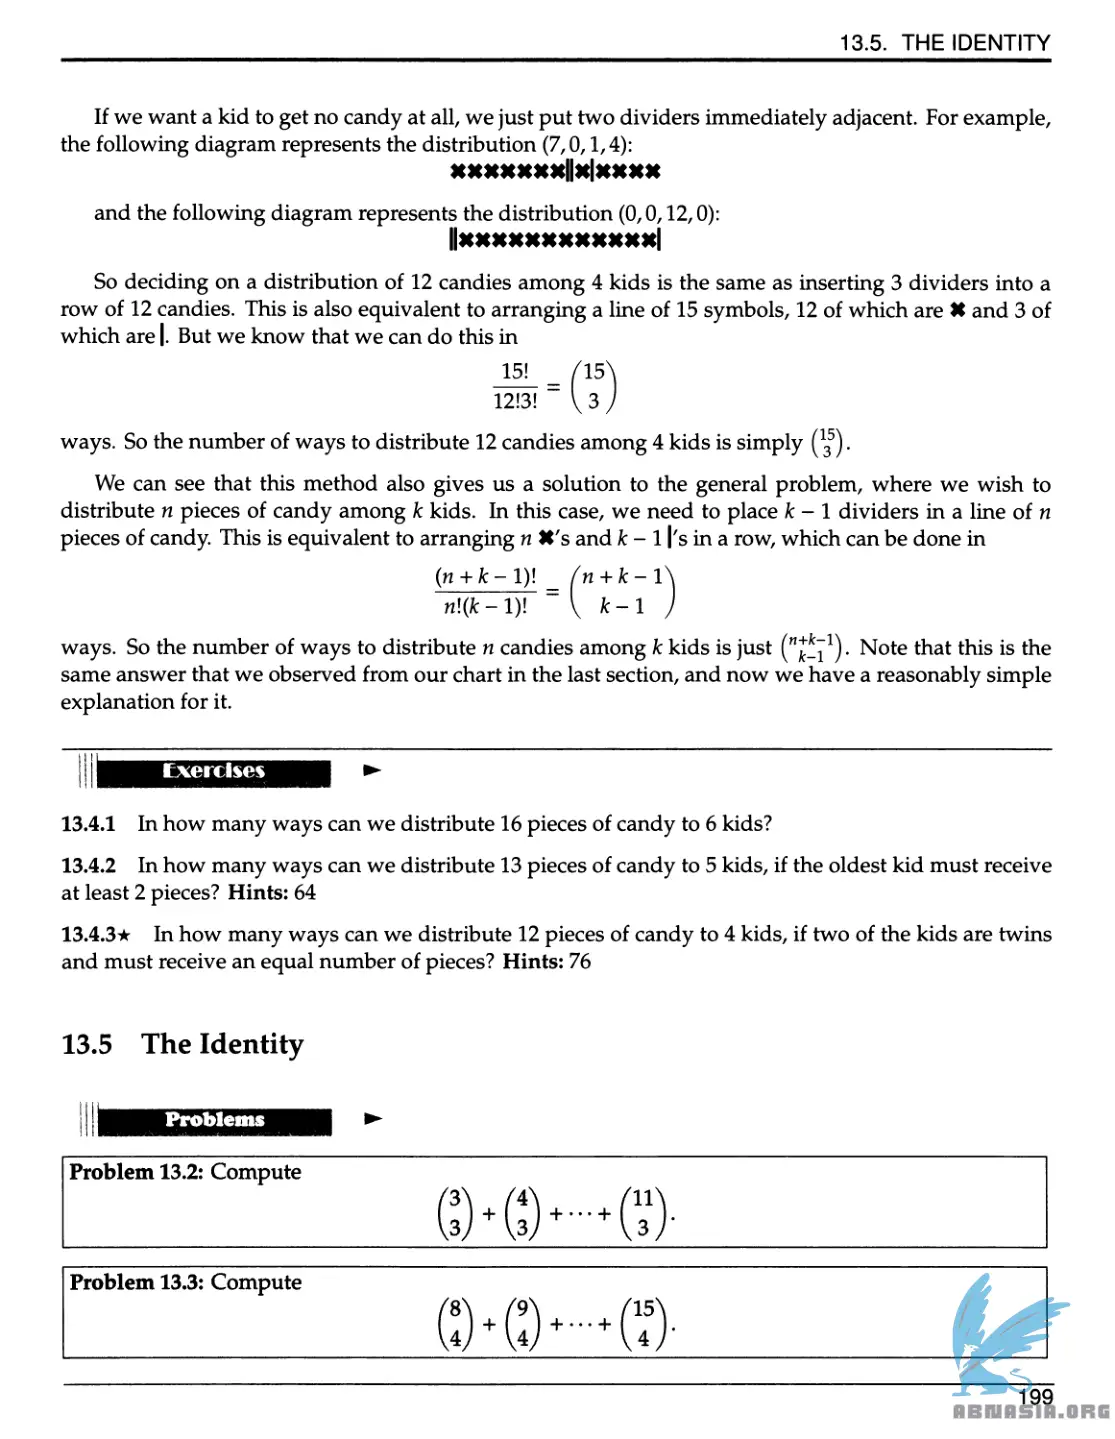 13.5. THE IDENTITY
If we want a kid to get no candy at all, we just put two dividers immediately adjacent. For example,
the following diagram represents the distribution (7, 0, 1, 4):
✖✖✖✖✖✖✖||✖|✖✖✖✖
and the following diagram represents the distribution (0, 0, 12, 0):
||✖✖✖✖✖✖✖✖✖✖✖✖|
So deciding on a distribution of 12 candies among 4 kids is the same as inserting 3 dividers into a
row of 12 candies. This is also equivalent to arranging a line of 15 symbols, 12 of which are ✖ and 3 of
which are |. But we know that we can do this in
15!/(12!3!) = (15 3)
ways. So the number of ways to distribute 12 candies among 4 kids is simply (15 3).
We can see that this method also gives us a solution to the general problem, where we wish to
distribute n pieces of candy among k kids. In this case, we need to place k − 1 dividers in a line of n
pieces of candy. This is equivalent to arranging n ✖'s and k − 1 |'s in a row, which can be done in
(n + k − 1)!/(n!(k − 1)!) = (n + k − 1 k − 1)
ways. So the number of ways to distribute n candies among k kids is just (n+k−1 k−1). Note that this is the
same answer that we observed from our chart in the last section, and now we have a reasonably simple
explanation for it.
Exercises ►
13.4.1 In how many ways can we distribute 16 pieces of candy to 6 kids?
13.4.2 In how many ways can we distribute 13 pieces of candy to 5 kids, if the oldest kid must receive
at least 2 pieces? Hints: 64
13.4.3★ In how many ways can we distribute 12 pieces of candy to 4 kids, if two of the kids are twins
and must receive an equal number of pieces? Hints: 76
13.5 The Identity
Problems ►
Problem 13.2: Compute
(3 3) + (4 3) + ··· + (11 3).
Problem 13.3: Compute
(8 4) + (9 4) + ··· + (15 4).
199
ABNASIA.ORG